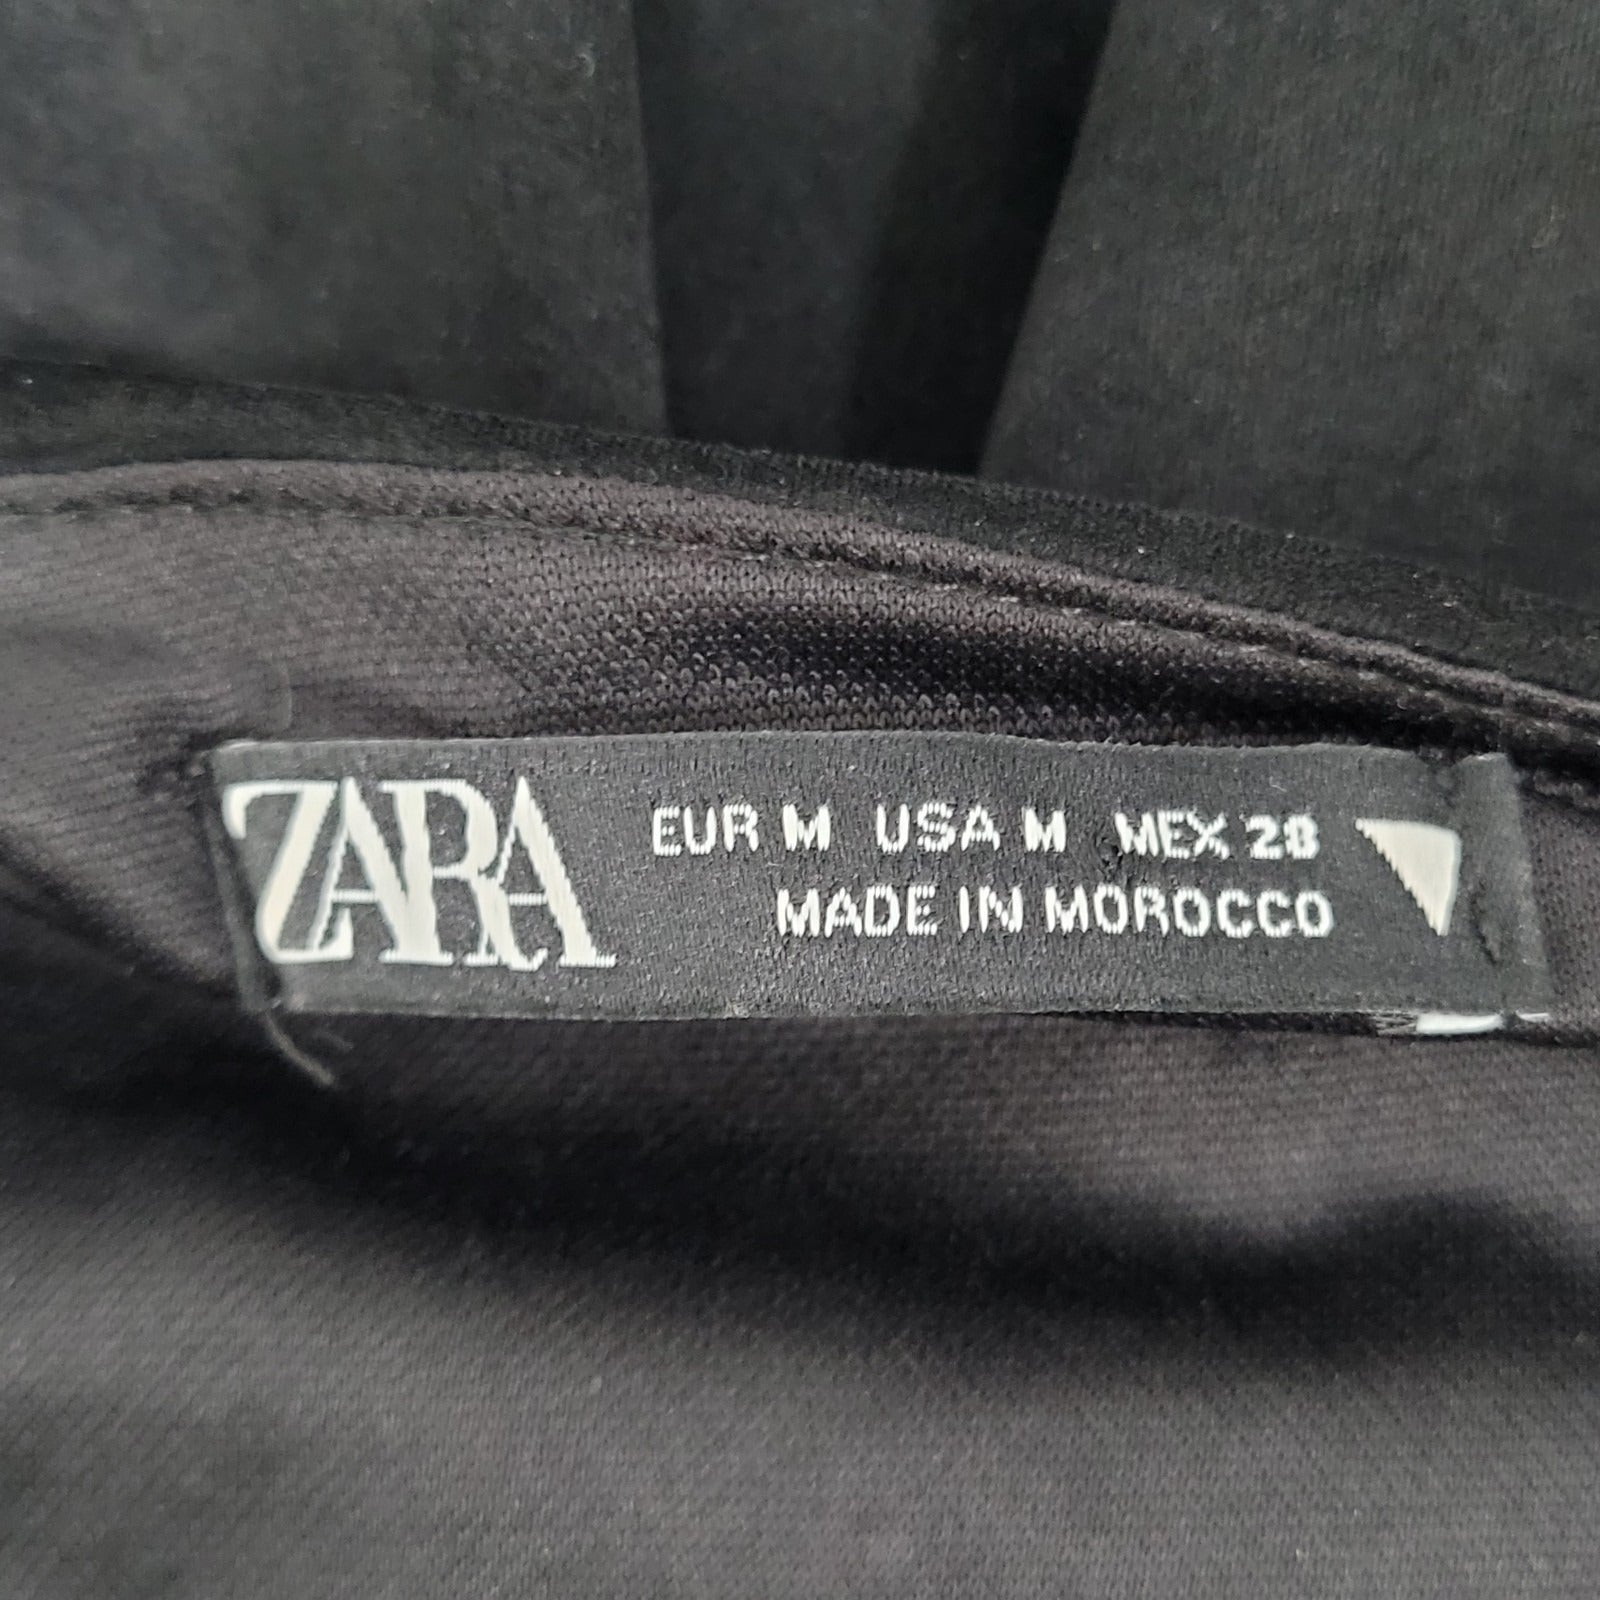 ZARA
EUR M USA M MEX 28
MADE IN MOROCCO